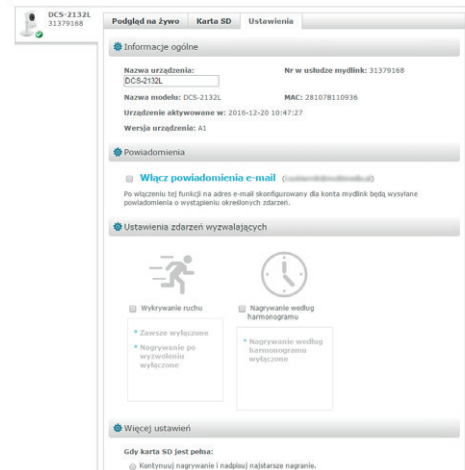 DCS-2132L
31379168
Podgląd na żywo Karta SD Ustawienia
Informacje ogólne
Nazwa urządzenia: Nr w usłudze mydlink: 31379168
DCS-2132L
Nazwa modelu: DCS-2132L MAC: 281078110936
Urządzenie aktywowane w: 2016-12-20 10:47:27
Wersja urządzenia: A1
Powiadomienia
Włącz powiadomienia e-mail
Po włączeniu tej funkcji na adres e-mail skonfigurowany dla konta mydlink będą wysyłane
powiadomienia o wystąpieniu określonych zdarzeń.
Ustawienia zdarzeń wyzwalających
Wykrywanie ruchu
Nagrywanie według
harmonogramu
* Zawsze wyłączone
* Nagrywanie po
wyzwoleniu
wyłączone
* Nagrywanie według
harmonogramu
wyłączone
Więcej ustawień
Gdy karta SD jest pełna:
Kontynuuj nagrywanie i nadpisuj najstarsze nagranie.